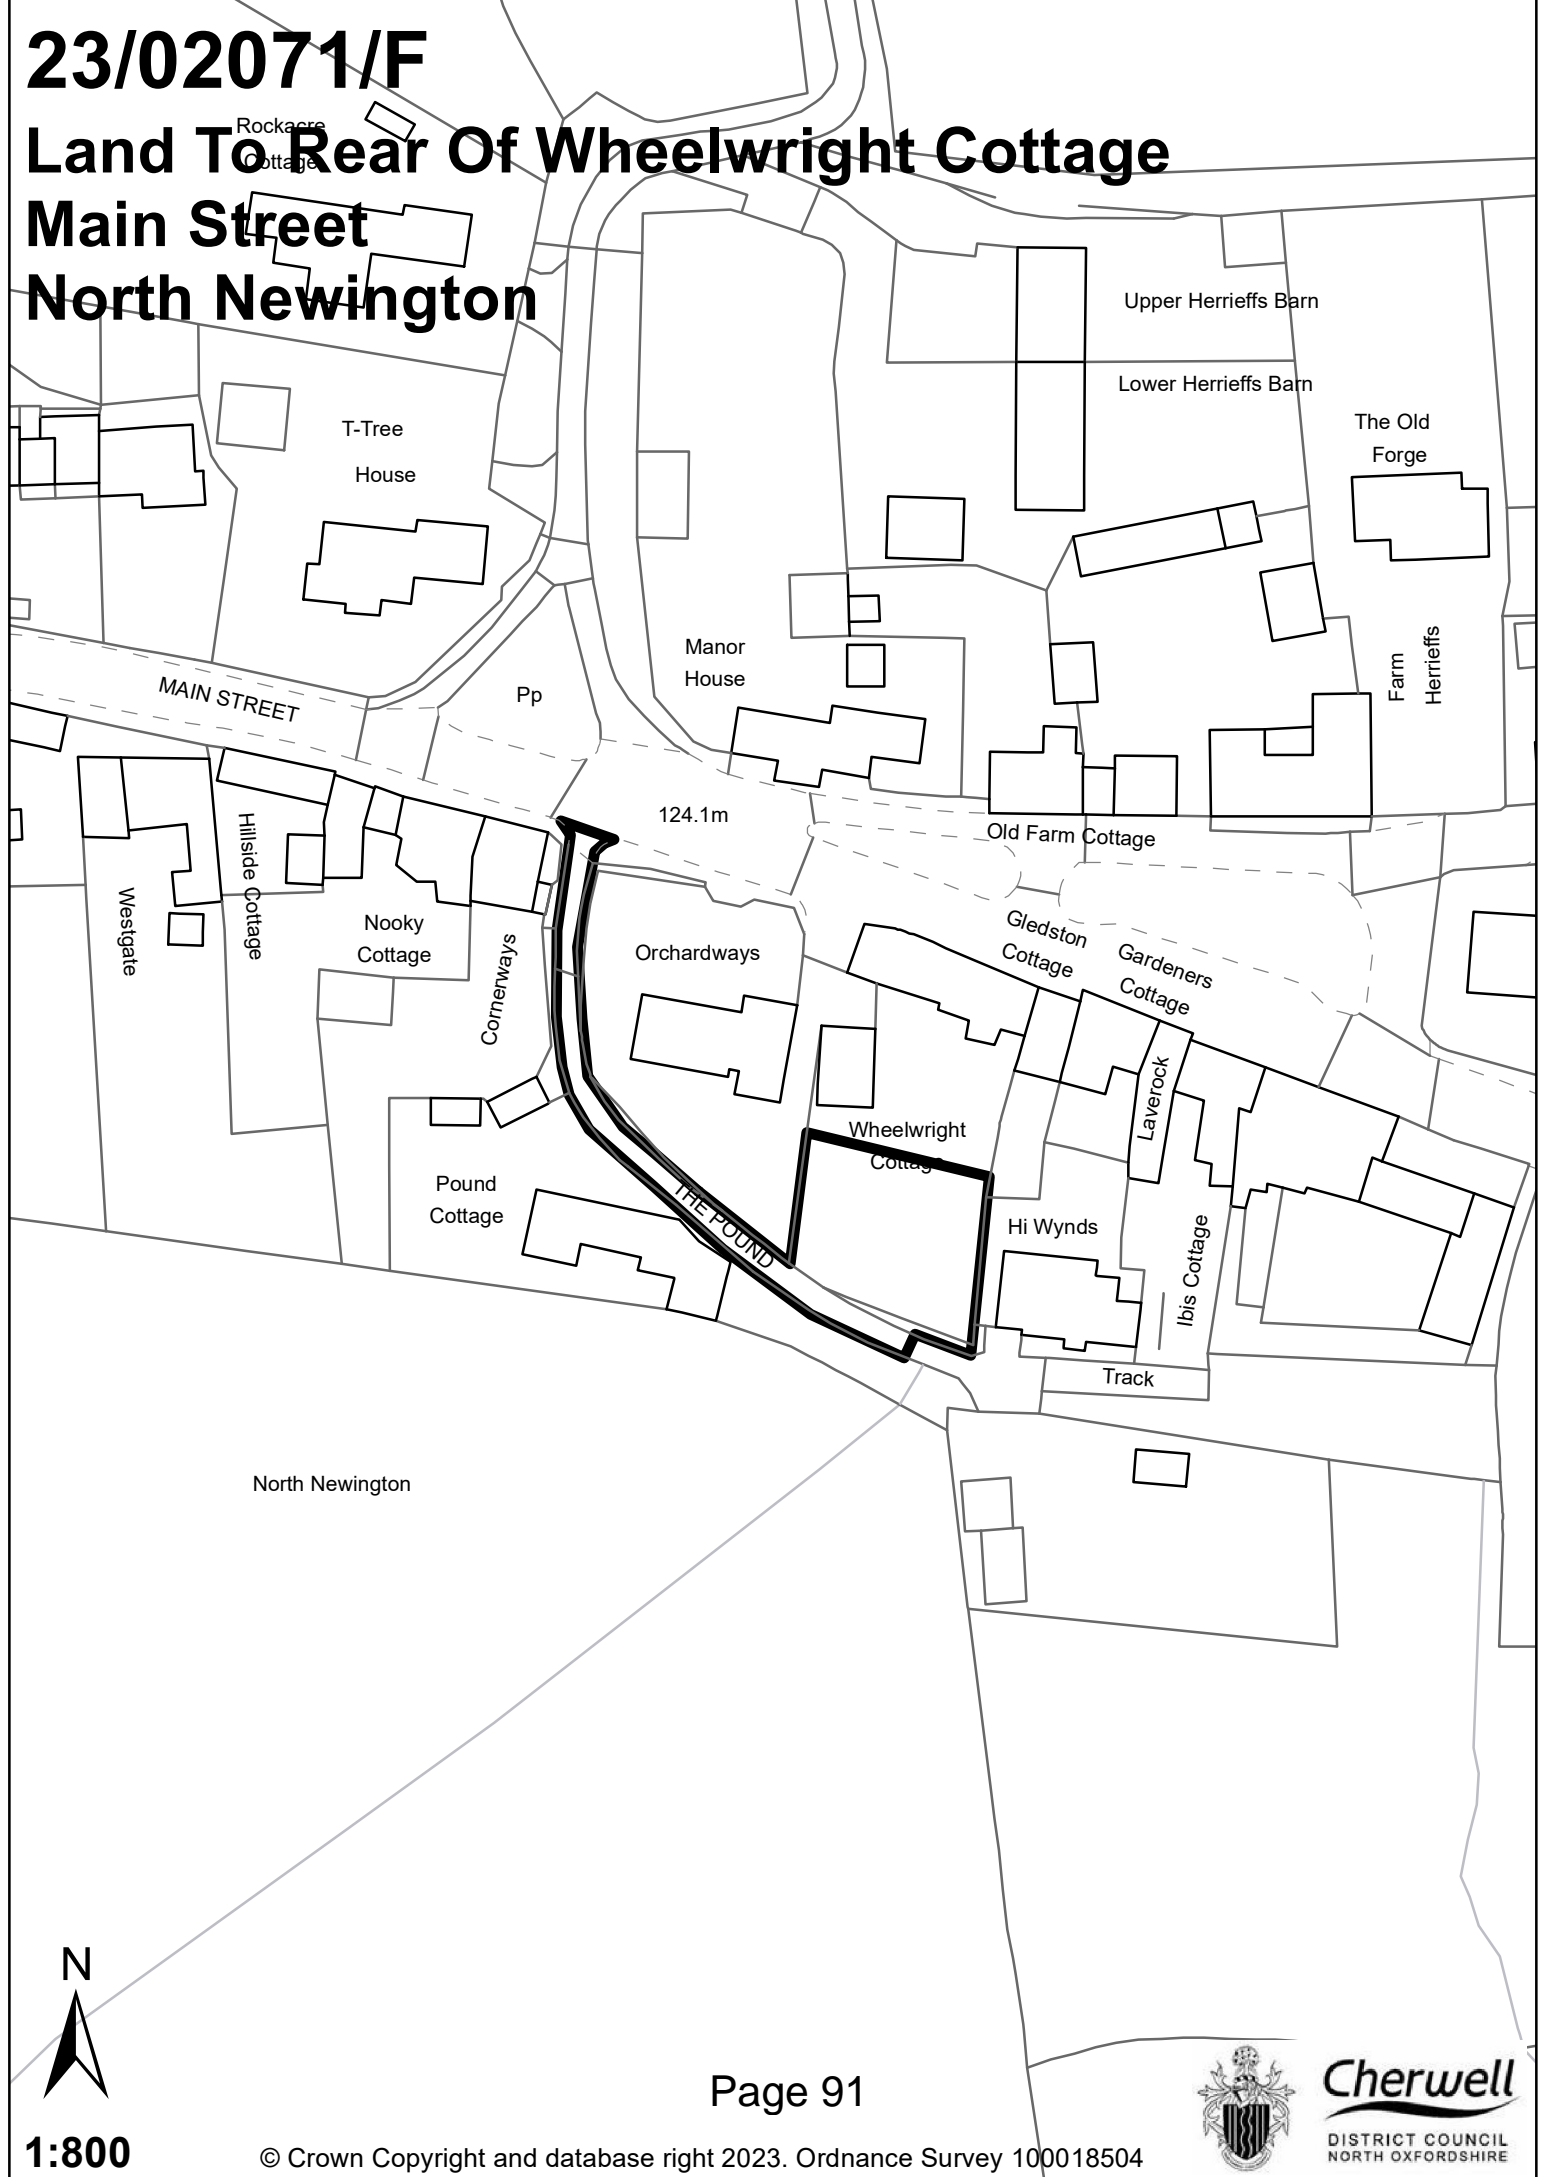 23/02071/F
Rockacre
Cottage
Land To Rear Of Wheelwright Cottage
Main Street
North Newington
Upper Herrieffs Barn
Lower Herrieffs Barn
The Old
Forge
T-Tree
House
Manor
House
Farm
Herrieffs
MAIN STREET
Pp
124.1m
Old Farm Cottage
Hillside Cottage
Westgate
Nooky
Cottage
Cornerways
Orchardways
Gledston
Cottage
Gardeners
Cottage
Laverock
Wheelwright
Cottage
Pound
Cottage
THE POUND
Hi Wynds
Ibis Cottage
Track
North Newington
N
1:800
Page 91
© Crown Copyright and database right 2023. Ordnance Survey 100018504
Cherwell
DISTRICT COUNCIL
NORTH OXFORDSHIRE